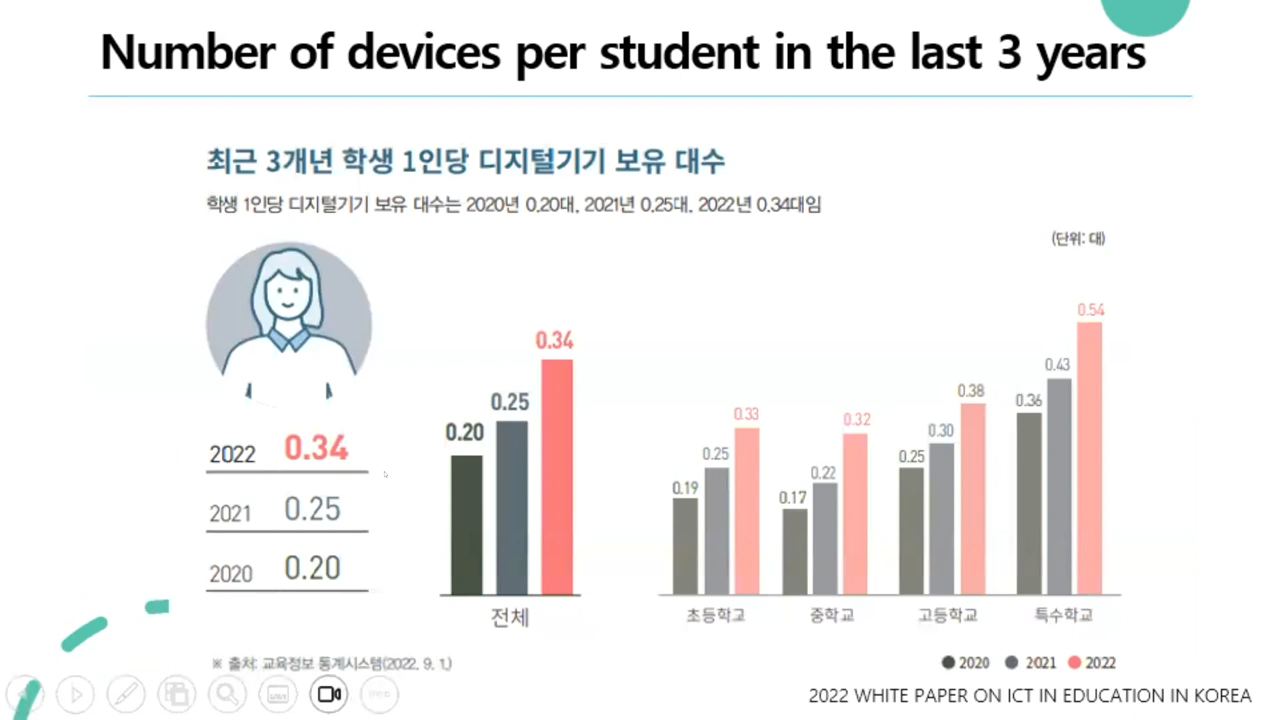 Number of devices per student in the last 3 years
최근 3개년 학생 1인당 디지털기기 보유 대수
학생 1인당 디지털기기 보유 대수는 2020년 0.20대, 2021년 0.25대, 2022년 0.34대임
(단위: 대)
2022 0.34
2021 0.25
2020 0.20
0.20 0.25 0.34
전체
0.19 0.25 0.33
0.17 0.22 0.32
0.25 0.30 0.38
0.36 0.43 0.54
초등학교 중학교 고등학교 특수학교
※ 출처: 교육정보 통계시스템(2022. 9. 1.)
2020 2021 2022
2022 WHITE PAPER ON ICT IN EDUCATION IN KOREA